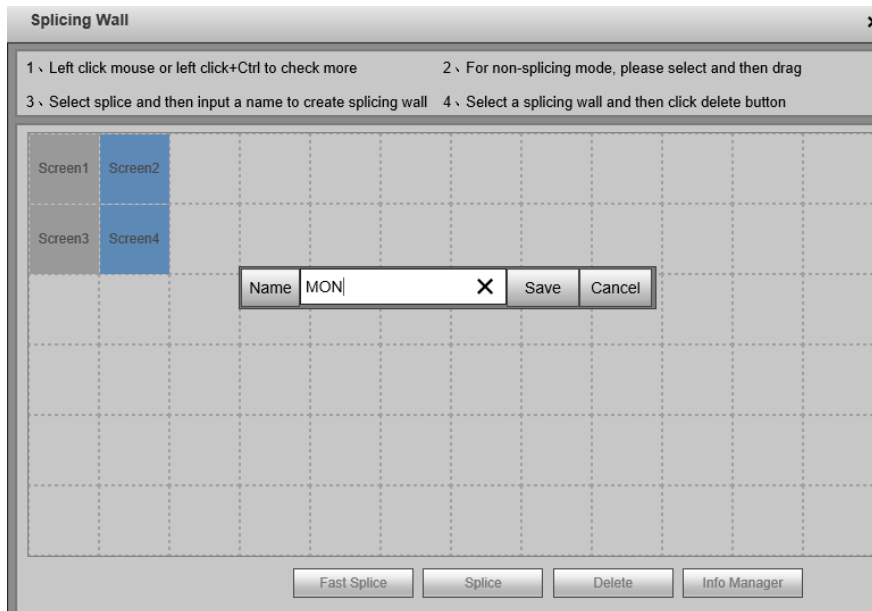 Splicing Wall
1、Left click mouse or left click+Ctrl to check more 2、For non-splicing mode, please select and then drag
3、Select splice and then input a name to create splicing wall 4、Select a splicing wall and then click delete button
Screen1 Screen2
Screen3 Screen4
Name MON Save Cancel
Fast Splice Splice Delete Info Manager